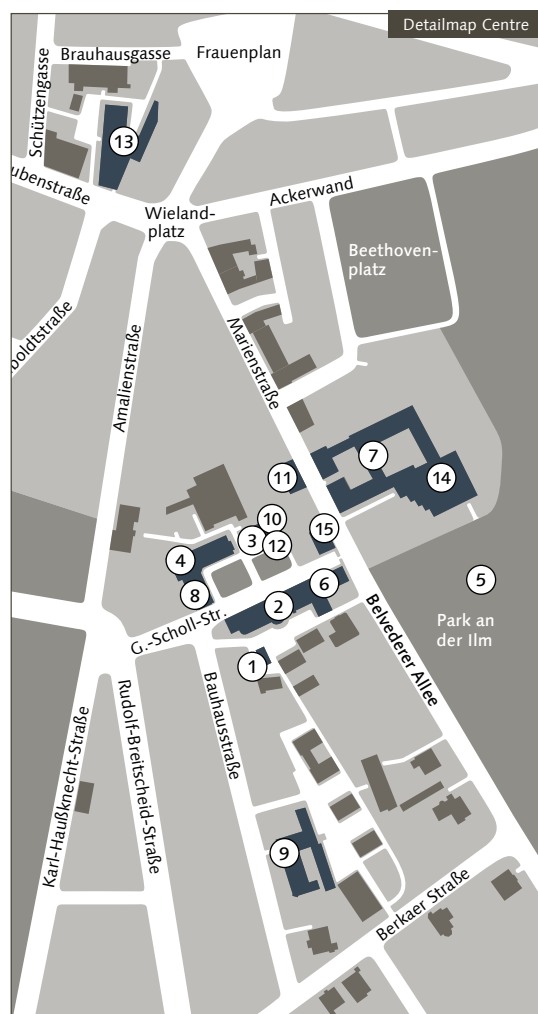 Detailmap Centre
Brauhausgasse
Frauenplan
Schützengasse
13
ubenstraße
Wieland-
platz
Ackerwand
Beethoven-
platz
boldtstraße
Amalienstraße
Marienstraße
7
14
11
10
3
12
15
4
8
6
2
5
Park an
der Ilm
G.-Scholl-Str.
Belvederer Allee
1
Bauhausstraße
Rudolf-Breitscheid-Straße
Karl-Haußknecht-Straße
9
Berkaer Straße